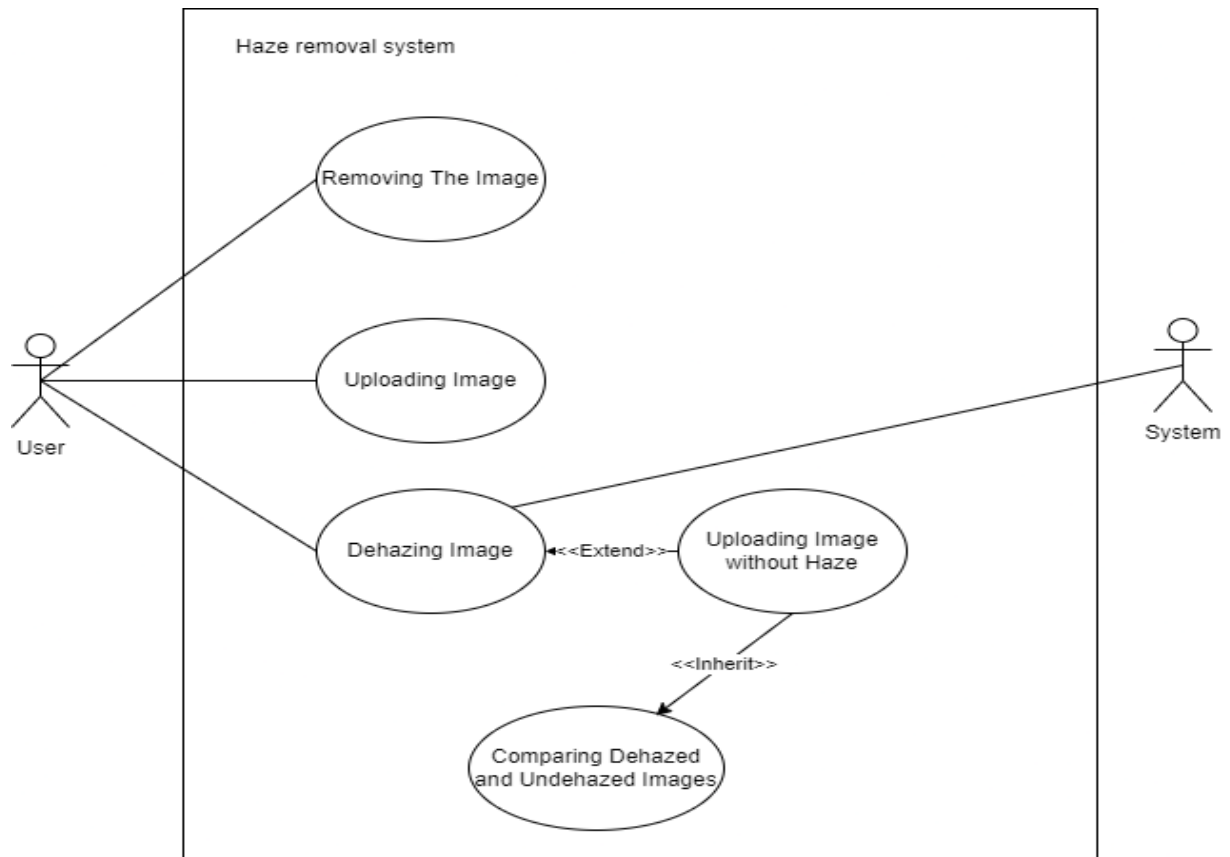 Haze removal system
Removing The Image
Uploading Image
User
System
Dehazing Image
<<Extend>>
Uploading Image
without Haze
<<Inherit>>
Comparing Dehazed
and Undehazed Images